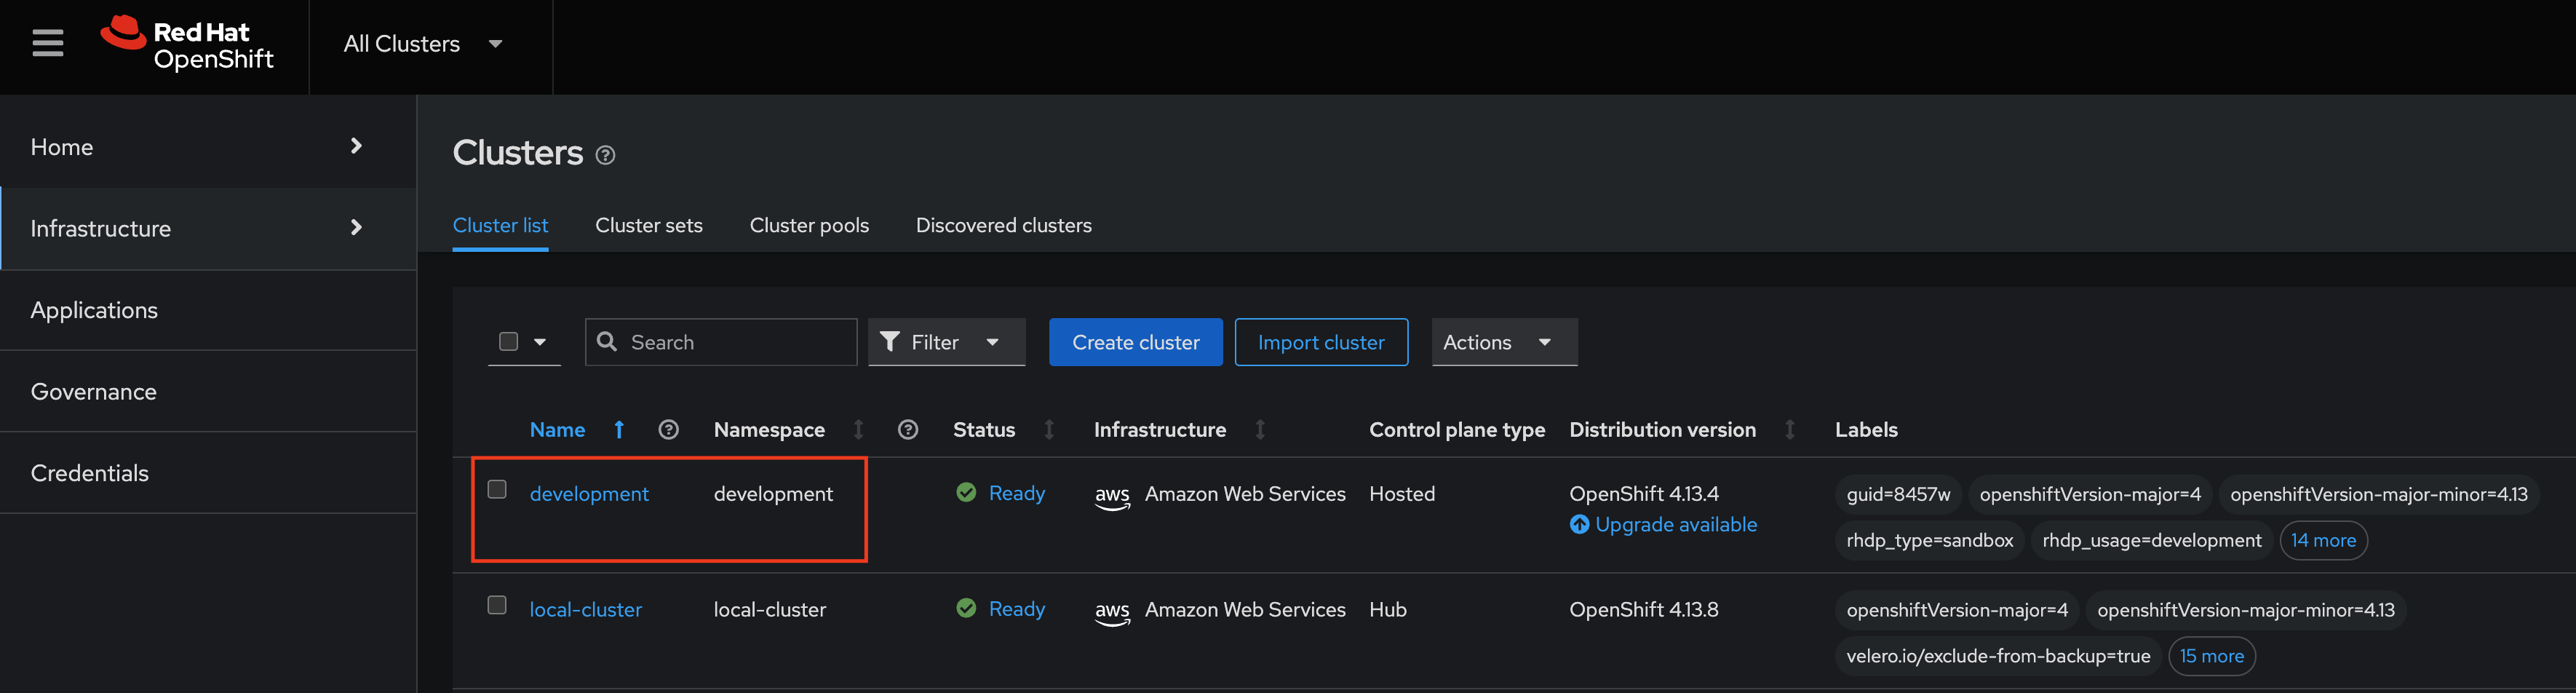 Red Hat
OpenShift
All Clusters
Home
Infrastructure
Applications
Governance
Credentials
Clusters
Cluster list Cluster sets Cluster pools Discovered clusters
Search Filter Create cluster Import cluster Actions
Name Namespace Status Infrastructure Control plane type Distribution version Labels
development development Ready aws Amazon Web Services Hosted OpenShift 4.13.4 guid=8457w openshiftVersion-major=4 openshiftVersion-major-minor=4.13
Upgrade available rhdp_type=sandbox rhdp_usage=development 14 more
local-cluster local-cluster Ready aws Amazon Web Services Hub OpenShift 4.13.8 openshiftVersion-major=4 openshiftVersion-major-minor=4.13
velero.io/exclude-from-backup=true 15 more